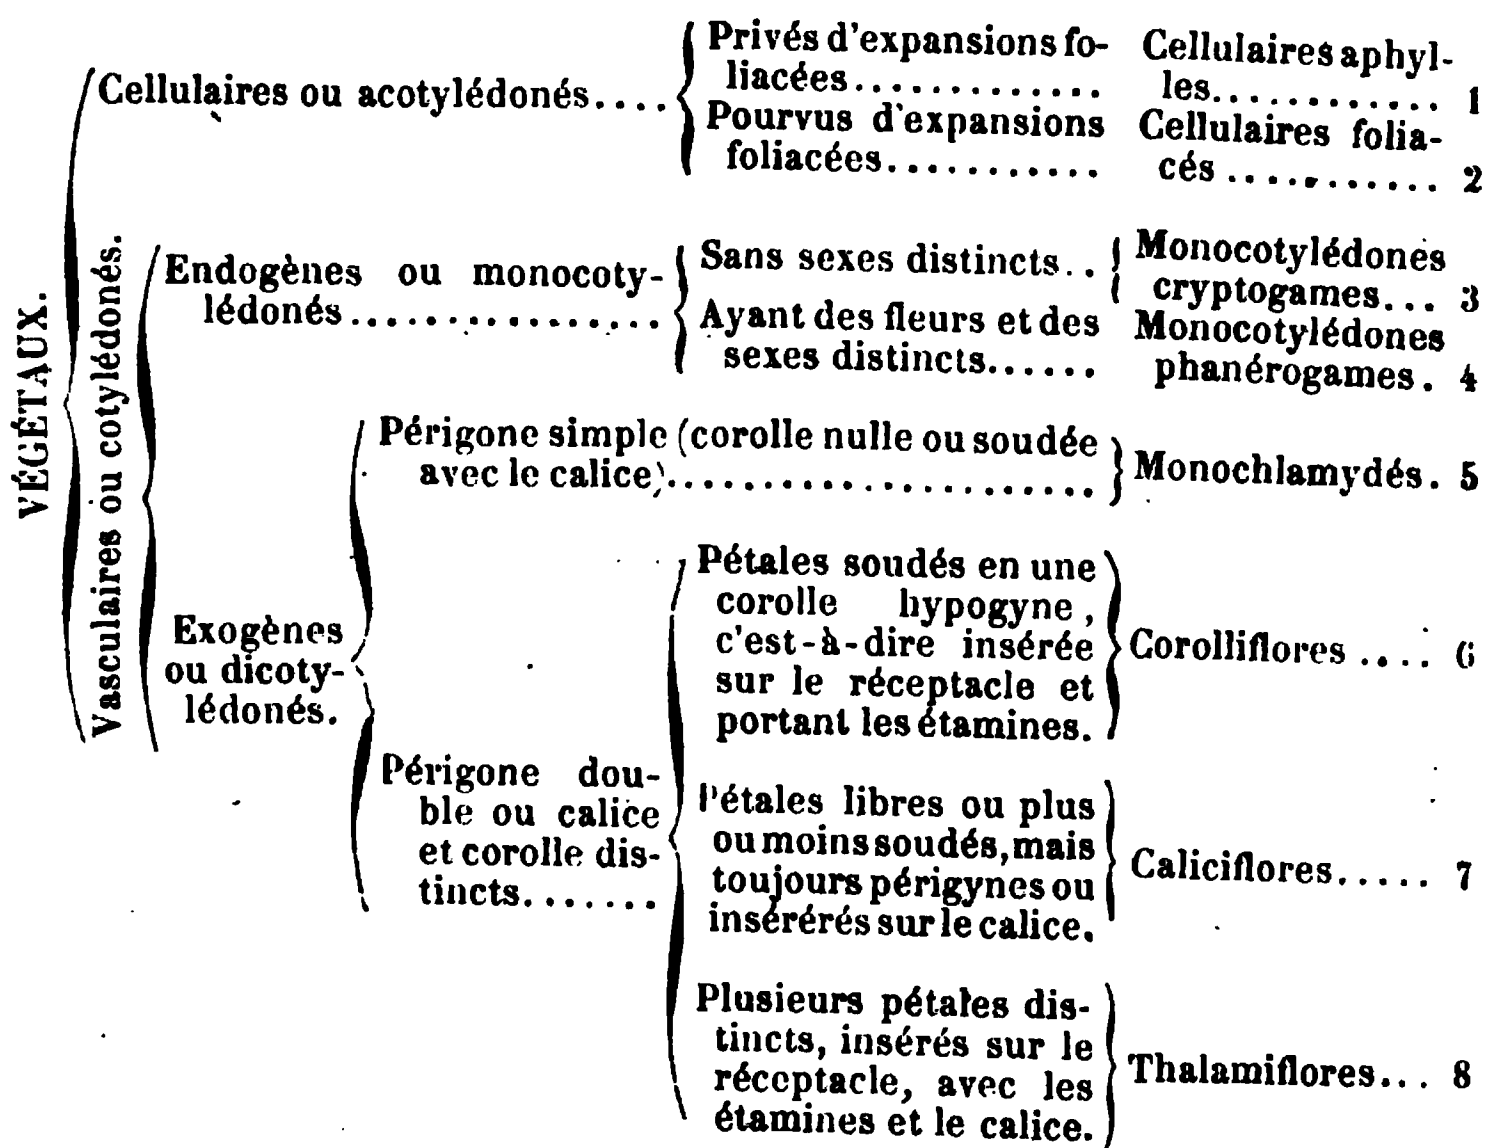 VÉGÉTAUX.
Cellulaires ou acotylédonés....
Privés d'expansions fo-
liacées.............
Cellulaires aphyl-
les............ 1
Pourvus d'expansions
foliacées...........
Cellulaires folia-
cés ............ 2
Vasculaires ou cotylédonés.
Endogènes ou monocoty-
lédonés.................
Sans sexes distincts..
Monocotylédones
cryptogames... 3
Ayant des fleurs et des
sexes distincts......
Monocotylédones
phanérogames. 4
Exogènes
ou dicoty-
lédonés.
Périgone simple (corolle nulle ou soudée
avec le calice).......................
Monochlamydés. 5
Périgone dou-
ble ou calice
et corolle dis-
tincts.......
Pétales soudés en une
corolle hypogyne,
c'est-à-dire insérée
sur le réceptacle et
portant les étamines.
Corolliflores .... 6
Pétales libres ou plus
ou moins soudés, mais
toujours périgynes ou
insérérés sur le calice.
Caliciflores..... 7
Plusieurs pétales dis-
tincts, insérés sur le
réceptacle, avec les
étamines et le calice.
Thalamiflores... 8